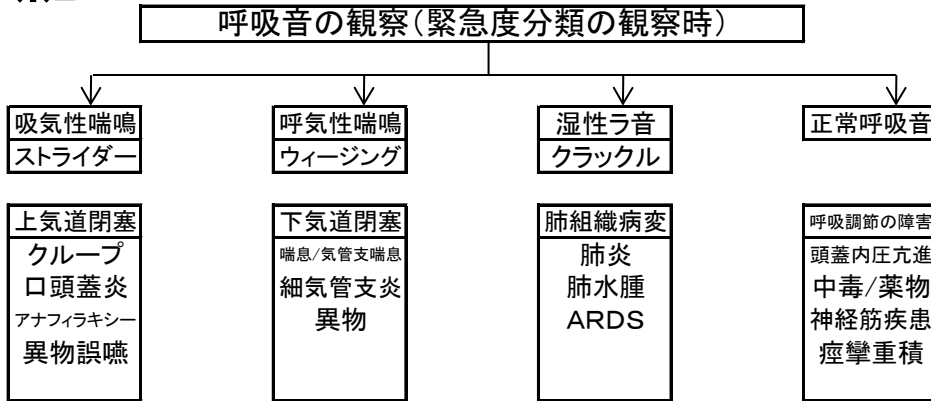 呼吸音の観察(緊急度分類の観察時)
吸気性喘鳴
ストライダー
呼気性喘鳴
ウィージング
湿性ラ音
クラックル
正常呼吸音
上気道閉塞
クループ
口頭蓋炎
アナフィラキシー
異物誤嚥
下気道閉塞
喘息/気管支喘息
細気管支炎
異物
肺組織病変
肺炎
肺水腫
ARDS
呼吸調節の障害
頭蓋内圧亢進
中毒/薬物
神経筋疾患
痙攣重積